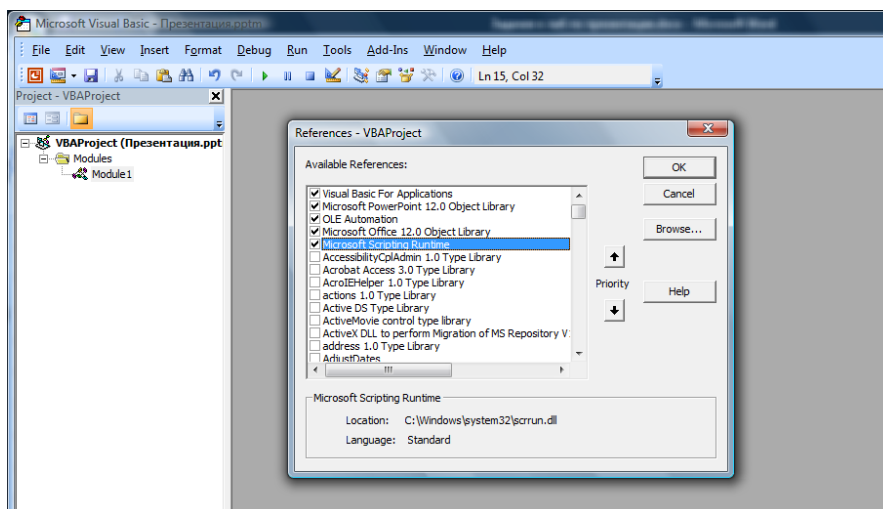 Microsoft Visual Basic - Презентация.pptm
File Edit View Insert Format Debug Run Tools Add-Ins Window Help
Ln 15, Col 32
Project - VBAProject
VBAProject (Презентация.ppt
Modules
Module1
References - VBAProject
Available References:
OK
Cancel
Browse...
Priority
Help
Visual Basic For Applications
Microsoft PowerPoint 12.0 Object Library
OLE Automation
Microsoft Office 12.0 Object Library
Microsoft Scripting Runtime
AccessibilityCplAdmin 1.0 Type Library
Acrobat Access 3.0 Type Library
AcroIEHelper 1.0 Type Library
actions 1.0 Type Library
Active DS Type Library
ActiveMovie control type library
ActiveX DLL to perform Migration of MS Repository V
address 1.0 Type Library
AdjustDates
Microsoft Scripting Runtime
Location: C:\Windows\system32\scrrun.dll
Language: Standard